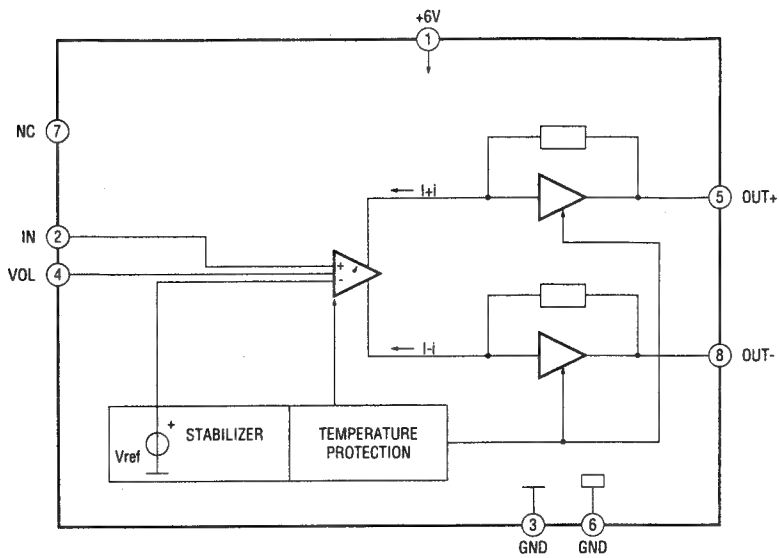 +6V
1
NC 7
I+i
5 OUT+
IN 2
VOL 4
+
-
I-i
8 OUT-
+
STABILIZER
Vref
TEMPERATURE
PROTECTION
3 6
GND GND